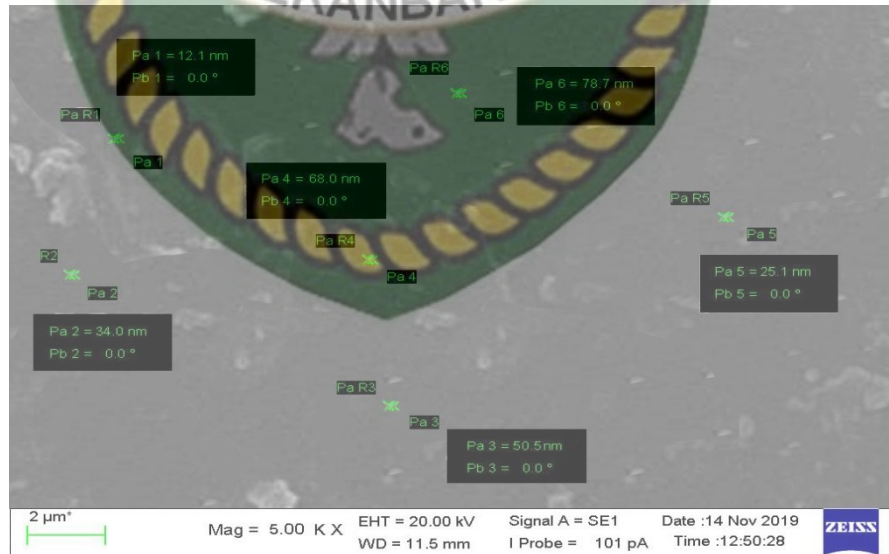 EKANBAR
Pa 1 = 12.1 nm
Pb 1 = 0.0 °
Pa R1
Pa 1
Pa R6
Pa 6
Pa 6 = 78.7 nm
Pb 6 = 0.0 °
Pa 4 = 68.0 nm
Pb 4 = 0.0 °
Pa R4
Pa 4
Pa R5
Pa 5
Pa 5 = 25.1 nm
Pb 5 = 0.0 °
R2
Pa 2
Pa 2 = 34.0 nm
Pb 2 = 0.0 °
Pa R3
Pa 3
Pa 3 = 50.5nm
Pb 3 = 0.0 °
2 µm*
Mag = 5.00 K X
EHT = 20.00 kV
WD = 11.5 mm
Signal A = SE1
I Probe = 101 pA
Date :14 Nov 2019
Time :12:50:28
ZEISS